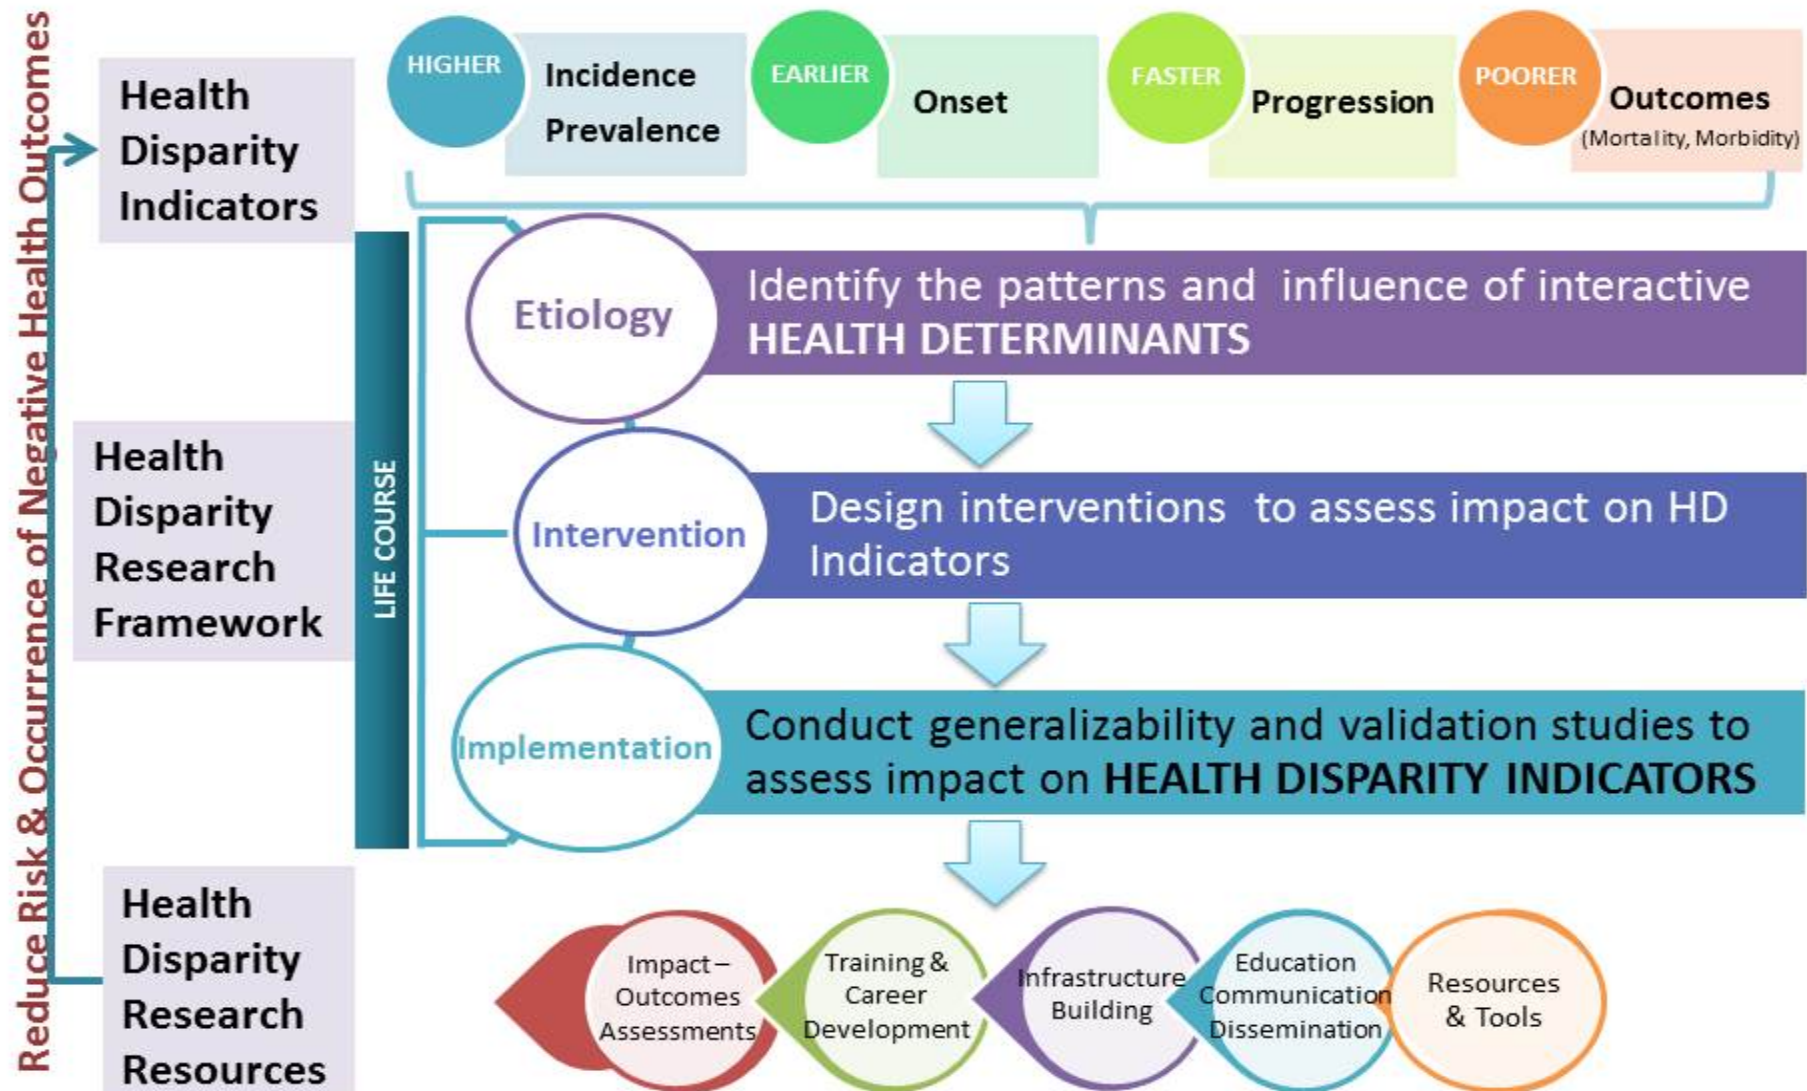 Reduce Risk & Occurrence of Negative Health Outcomes
Health
Disparity
Indicators
HIGHER
Incidence
Prevalence
EARLIER
Onset
FASTER
Progression
POORER
Outcomes
(Mortality, Morbidity)
Health
Disparity
Research
Framework
LIFE COURSE
Etiology
Identify the patterns and influence of interactive
HEALTH DETERMINANTS
Intervention
Design interventions to assess impact on HD
Indicators
Implementation
Conduct generalizability and validation studies to
assess impact on HEALTH DISPARITY INDICATORS
Health
Disparity
Research
Resources
Impact –
Outcomes
Assessments
Training &
Career
Development
Infrastructure
Building
Education
Communication
Dissemination
Resources
& Tools